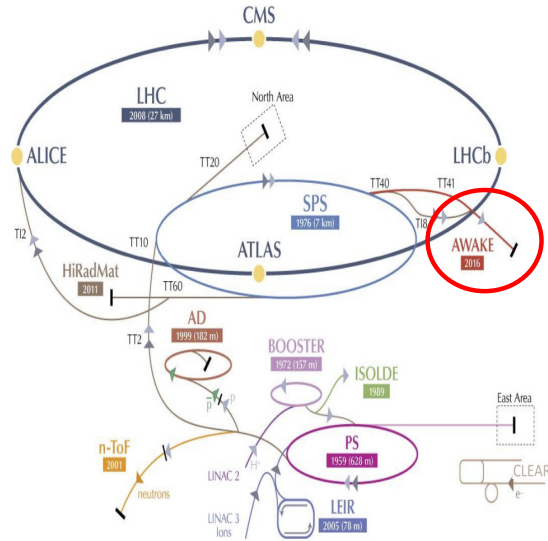 CMS
LHC
2008 (27 km)
North Area
ALICE
LHCb
TT20
TT40
TT41
SPS
1976 (7 km)
TI8
TI2
TT10
ATLAS
AWAKE
2016
HiRadMat
2011
TT60
AD
1999 (182 m)
TT2
BOOSTER
1972 (157 m)
ISOLDE
1989
p
p
East Area
n-ToF
2001
H+
PS
1959 (628 m)
neutrons
LINAC 2
CLEAR
e-
LEIR
2005 (78 m)
LINAC 3
Ions